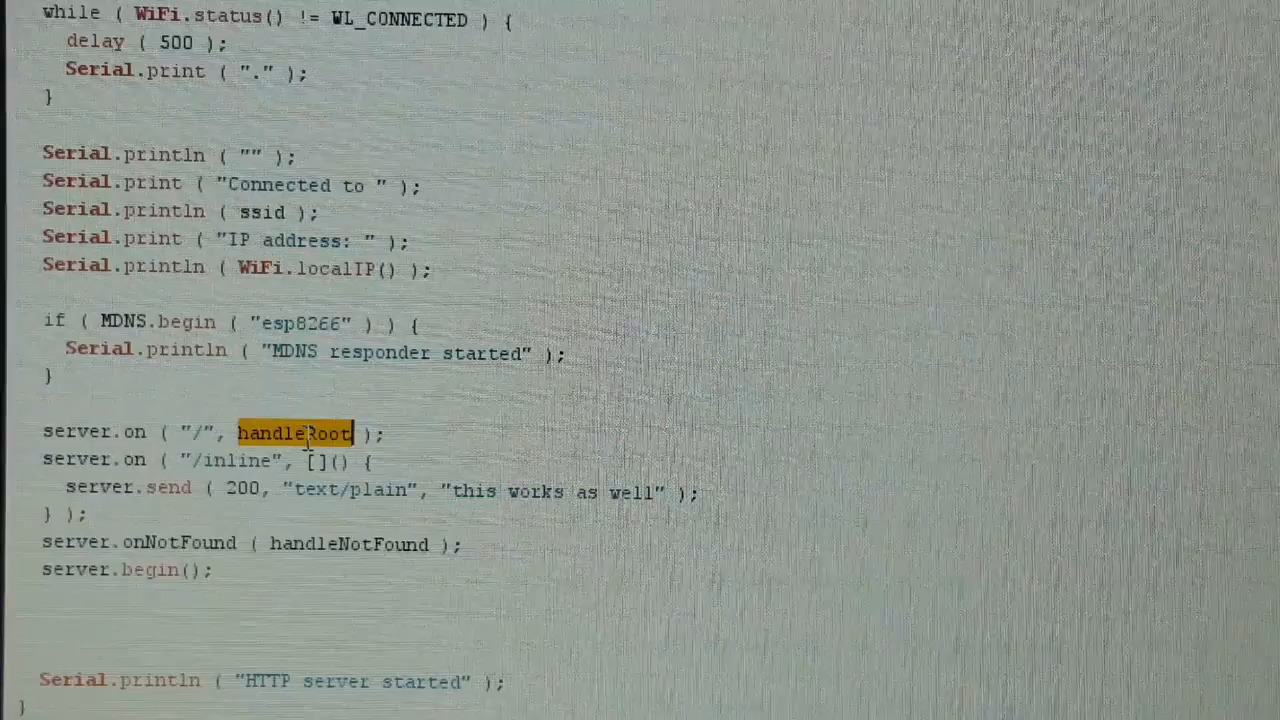 while ( WiFi.status() != WL_CONNECTED ) {
delay ( 500 );
Serial.print ( "." );
}
Serial.println ( "" );
Serial.print ( "Connected to " );
Serial.println ( ssid );
Serial.print ( "IP address: " );
Serial.println ( WiFi.localIP() );
if ( MDNS.begin ( "esp8266" ) ) {
Serial.println ( "MDNS responder started" );
}
server.on ( "/", handleRoot );
server.on ( "/inline", []() {
server.send ( 200, "text/plain", "this works as well" );
} );
server.onNotFound ( handleNotFound );
server.begin();
Serial.println ( "HTTP server started" );
}